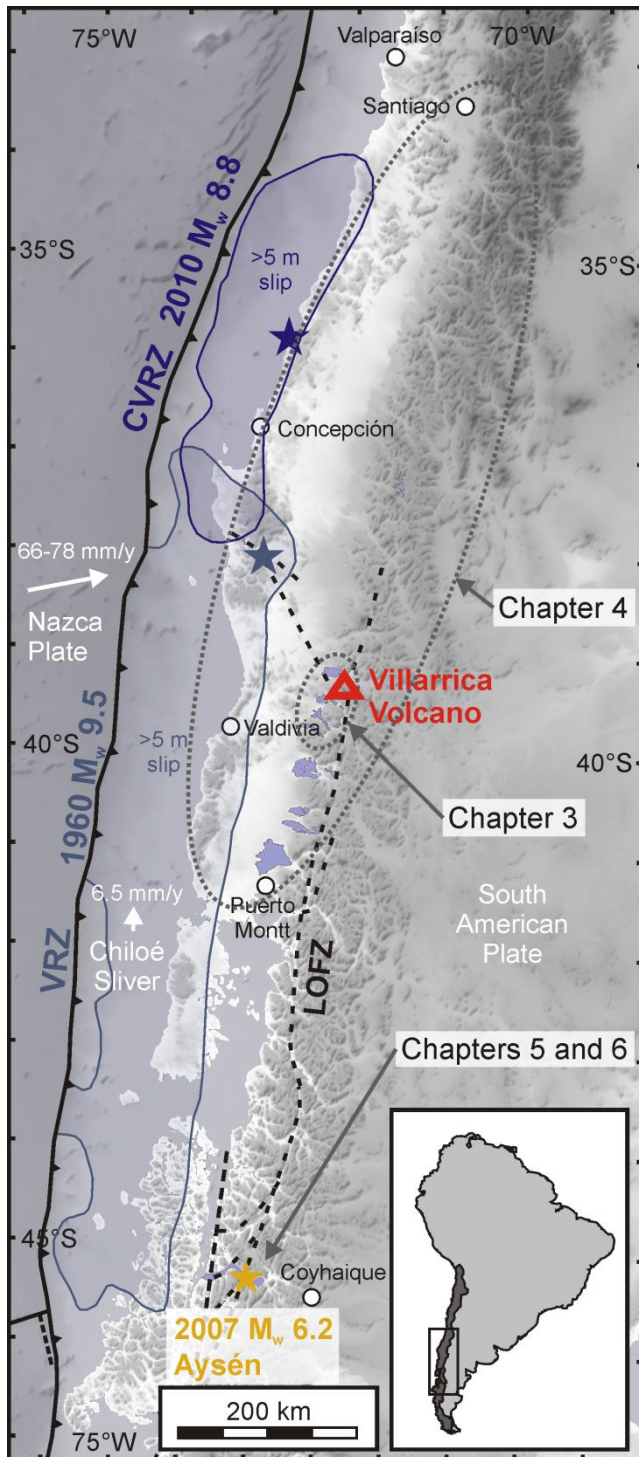 75°W
70°W
Valparaíso
Santiago
35°S
35°S
>5 m
slip
CVRZ 2010 Mw 8.8
Concepción
66-78 mm/y
Nazca
Plate
Chapter 4
Villarrica
Volcano
Valdivia
40°S
40°S
>5 m
slip
Chapter 3
VRZ 1960 Mw 9.5
6.5 mm/y
Chiloé
Sliver
Puerto
Montt
South
American
Plate
LOFZ
Chapters 5 and 6
45°S
Coyhaique
2007 Mw 6.2
Aysén
200 km
75°W